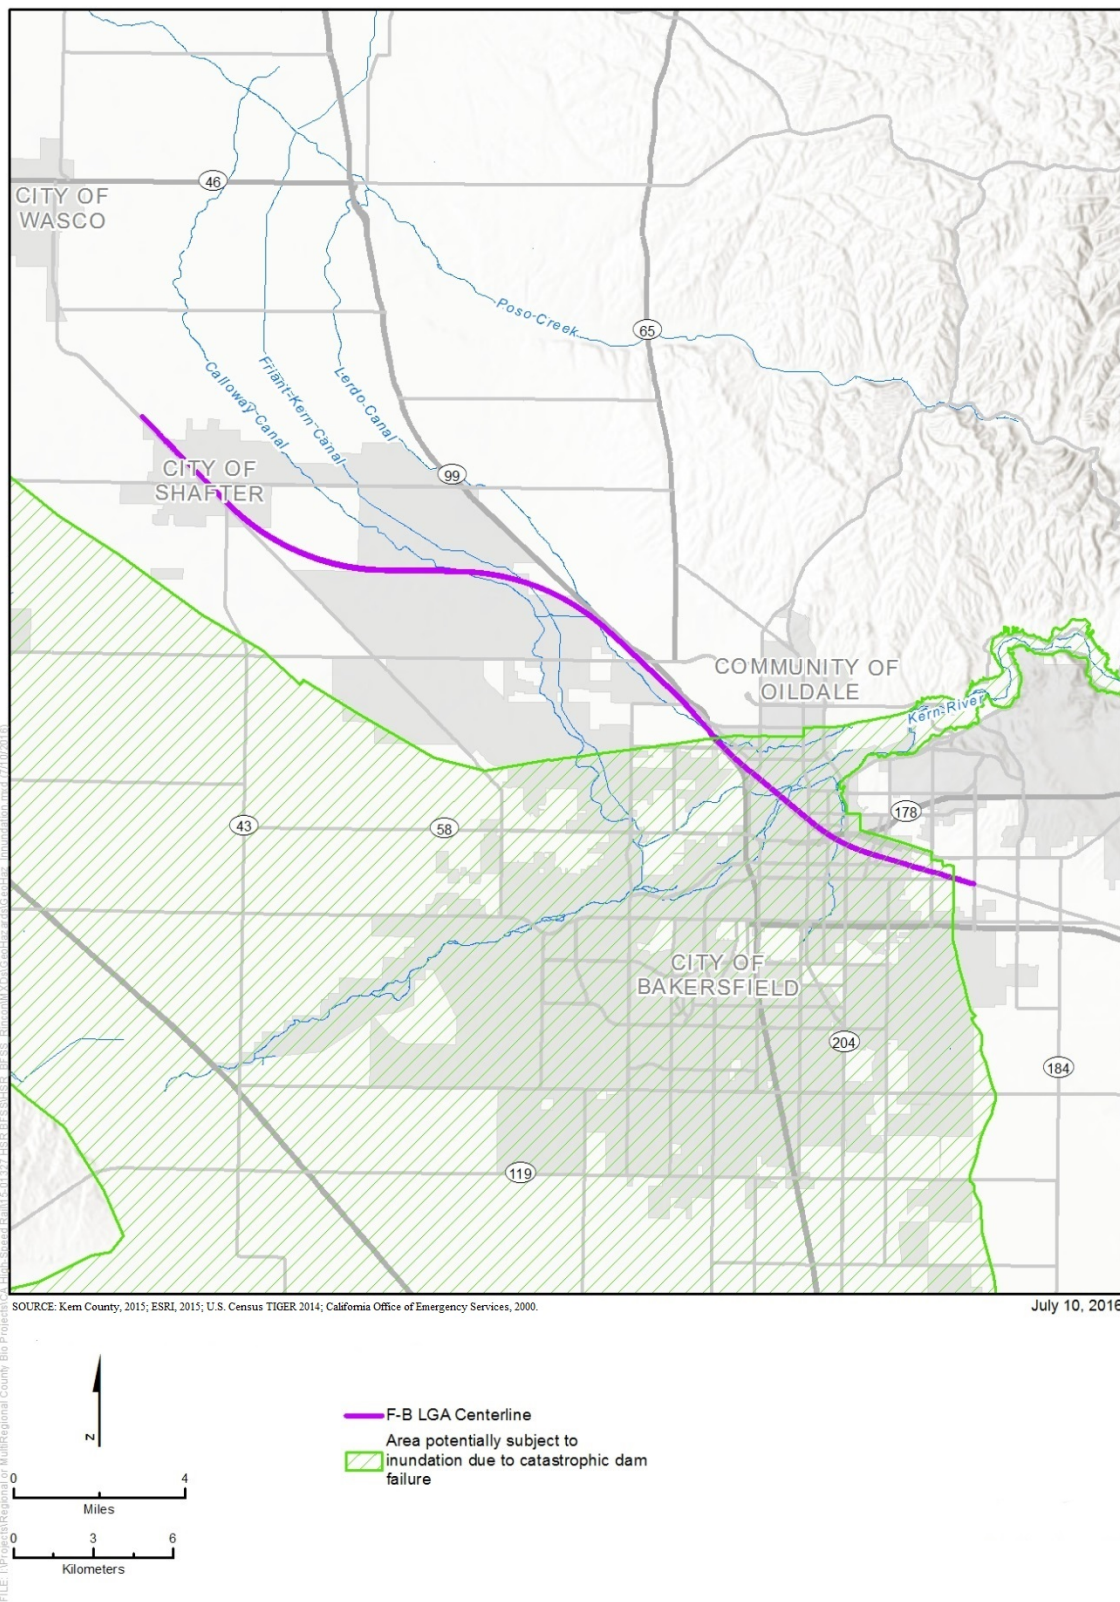 46
CITY OF
WASCO
Poso-Creek
65
Calloway-Canal
Friant-Kern Canal
Lerdo-Canal
CITY OF
SHAFTER
99
COMMUNITY OF
OILDALE
Kern-River
178
43
58
CITY OF
BAKERSFIELD
204
184
119
SOURCE: Kern County, 2015; ESRI, 2015; U.S. Census TIGER 2014; California Office of Emergency Services, 2000.
July 10, 2016
z
0 4
Miles
0 3 6
Kilometers
F-B LGA Centerline
Area potentially subject to
inundation due to catastrophic dam
failure